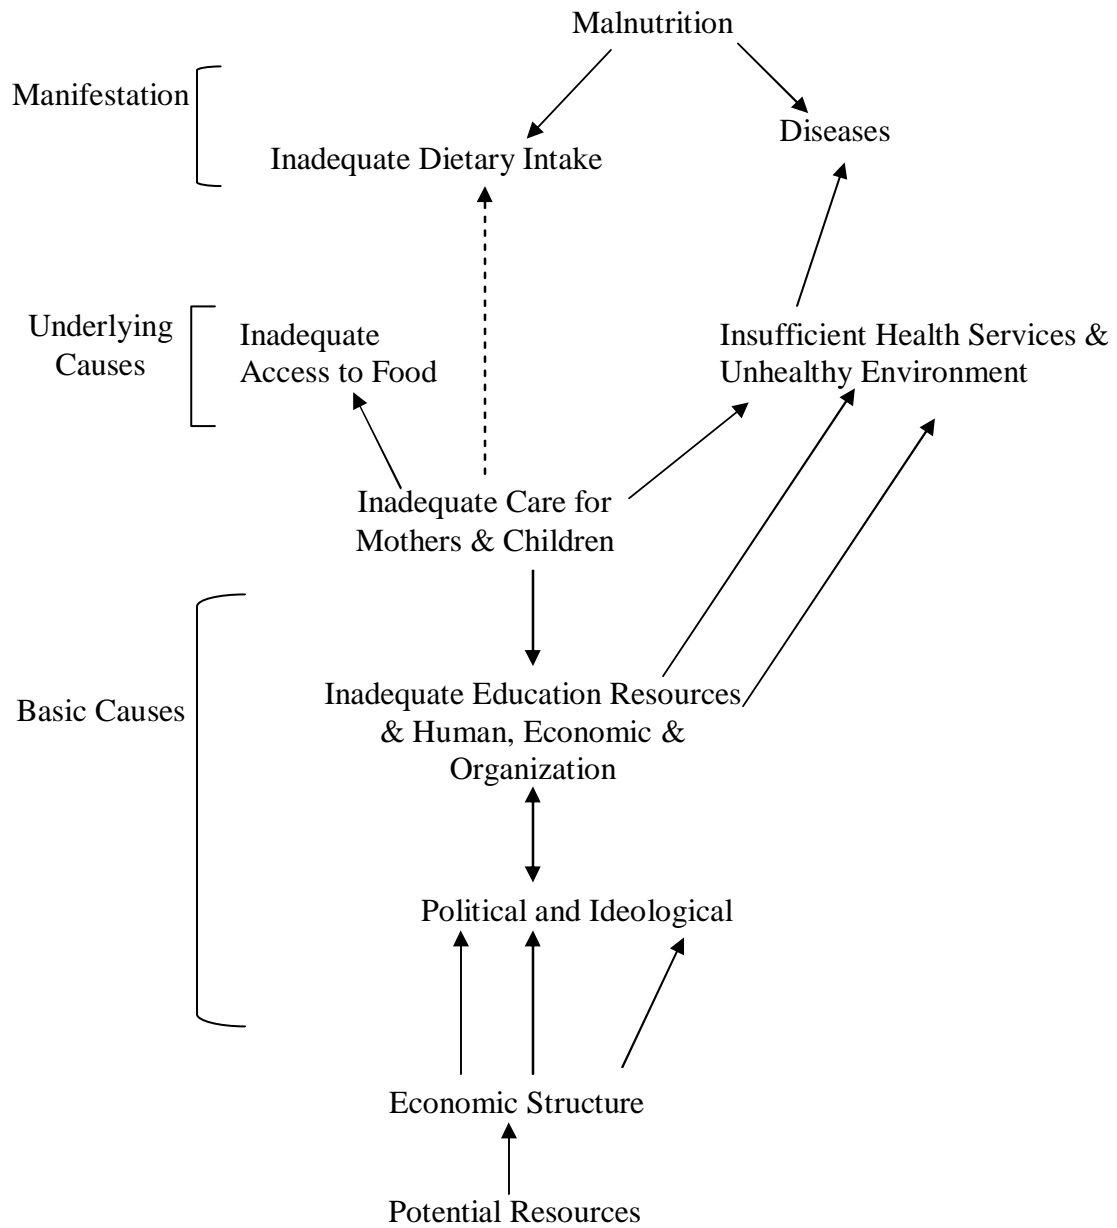 Malnutrition
Manifestation
Diseases
Inadequate Dietary Intake
Underlying
Causes
Inadequate
Access to Food
Insufficient Health Services &
Unhealthy Environment
Inadequate Care for
Mothers & Children
Basic Causes
Inadequate Education Resources
& Human, Economic &
Organization
Political and Ideological
Economic Structure
Potential Resources